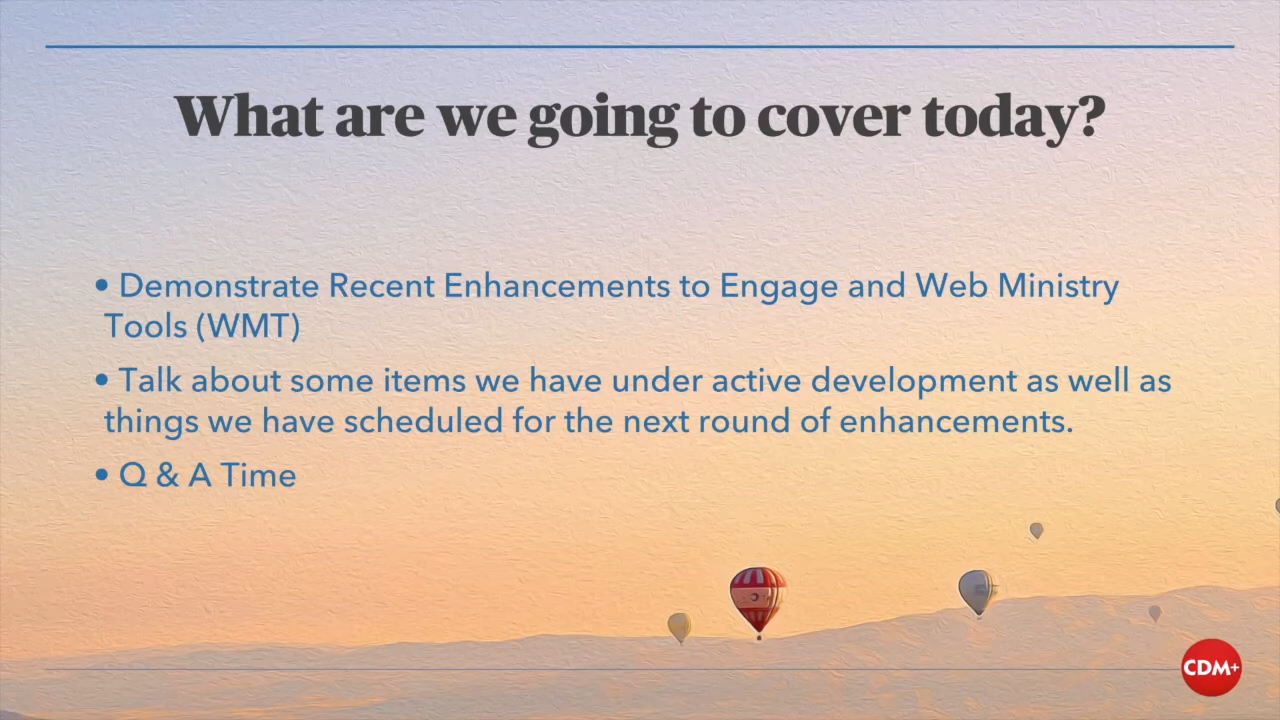 What are we going to cover today?
• Demonstrate Recent Enhancements to Engage and Web Ministry
Tools (WMT)
• Talk about some items we have under active development as well as
things we have scheduled for the next round of enhancements.
• Q & A Time
CDM+